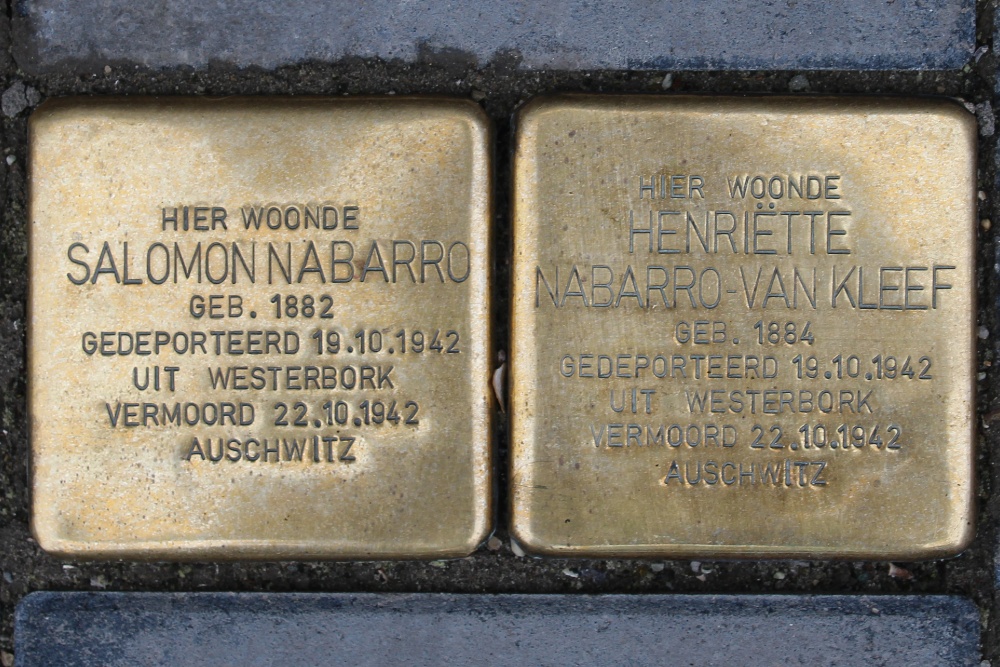 HIER WOONDE
SALOMON NABARRO
GEB. 1882
GEDEPORTEERD 19.10.1942
UIT WESTERBORK
VERMOORD 22.10.1942
AUSCHWITZ
HIER WOONDE
HENRIËTTE
NABARRO-VAN KLEEF
GEB. 1884
GEDEPORTEERD 19.10.1942
UIT WESTERBORK
VERMOORD 22.10.1942
AUSCHWITZ